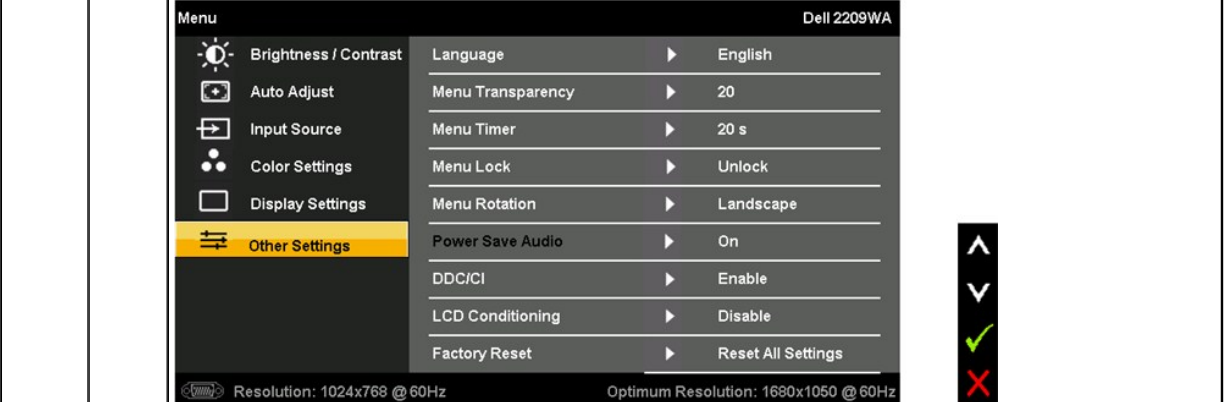 Menu Dell 2209WA
Brightness / Contrast Language English
Auto Adjust Menu Transparency 20
Input Source Menu Timer 20 s
Color Settings Menu Lock Unlock
Display Settings Menu Rotation Landscape
Other Settings Power Save Audio On
DDC/CI Enable
LCD Conditioning Disable
Factory Reset Reset All Settings
Resolution: 1024x768 @ 60Hz Optimum Resolution: 1680x1050 @ 60Hz